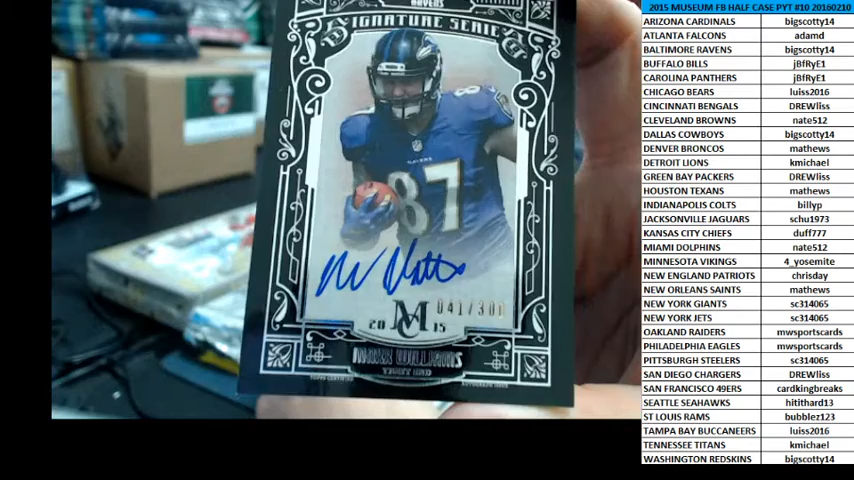 RAVENS
SIGNATURE SERIES
87
041/301
20 MC 15
MAXX WILLIAMS
TIGHT END
TOPPS CERTIFIED AUTOGRAPH ISSUE
2015 MUSEUM FB HALF CASE PYT #10 20160210
ARIZONA CARDINALS bigscotty14
ATLANTA FALCONS adamd
BALTIMORE RAVENS bigscotty14
BUFFALO BILLS jBfRyE1
CAROLINA PANTHERS jBfRyE1
CHICAGO BEARS luiss2016
CINCINNATI BENGALS DREWliss
CLEVELAND BROWNS nate512
DALLAS COWBOYS bigscotty14
DENVER BRONCOS mathews
DETROIT LIONS kmichael
GREEN BAY PACKERS DREWliss
HOUSTON TEXANS mathews
INDIANAPOLIS COLTS billyp
JACKSONVILLE JAGUARS schu1973
KANSAS CITY CHIEFS duff777
MIAMI DOLPHINS nate512
MINNESOTA VIKINGS 4_yosemite
NEW ENGLAND PATRIOTS chrisday
NEW ORLEANS SAINTS mathews
NEW YORK GIANTS sc314065
NEW YORK JETS sc314065
OAKLAND RAIDERS mwsportscards
PHILADELPHIA EAGLES mwsportscards
PITTSBURGH STEELERS sc314065
SAN DIEGO CHARGERS DREWliss
SAN FRANCISCO 49ERS cardkingbreaks
SEATTLE SEAHAWKS hitithard13
ST LOUIS RAMS bubblez123
TAMPA BAY BUCCANEERS luiss2016
TENNESSEE TITANS kmichael
WASHINGTON REDSKINS bigscotty14